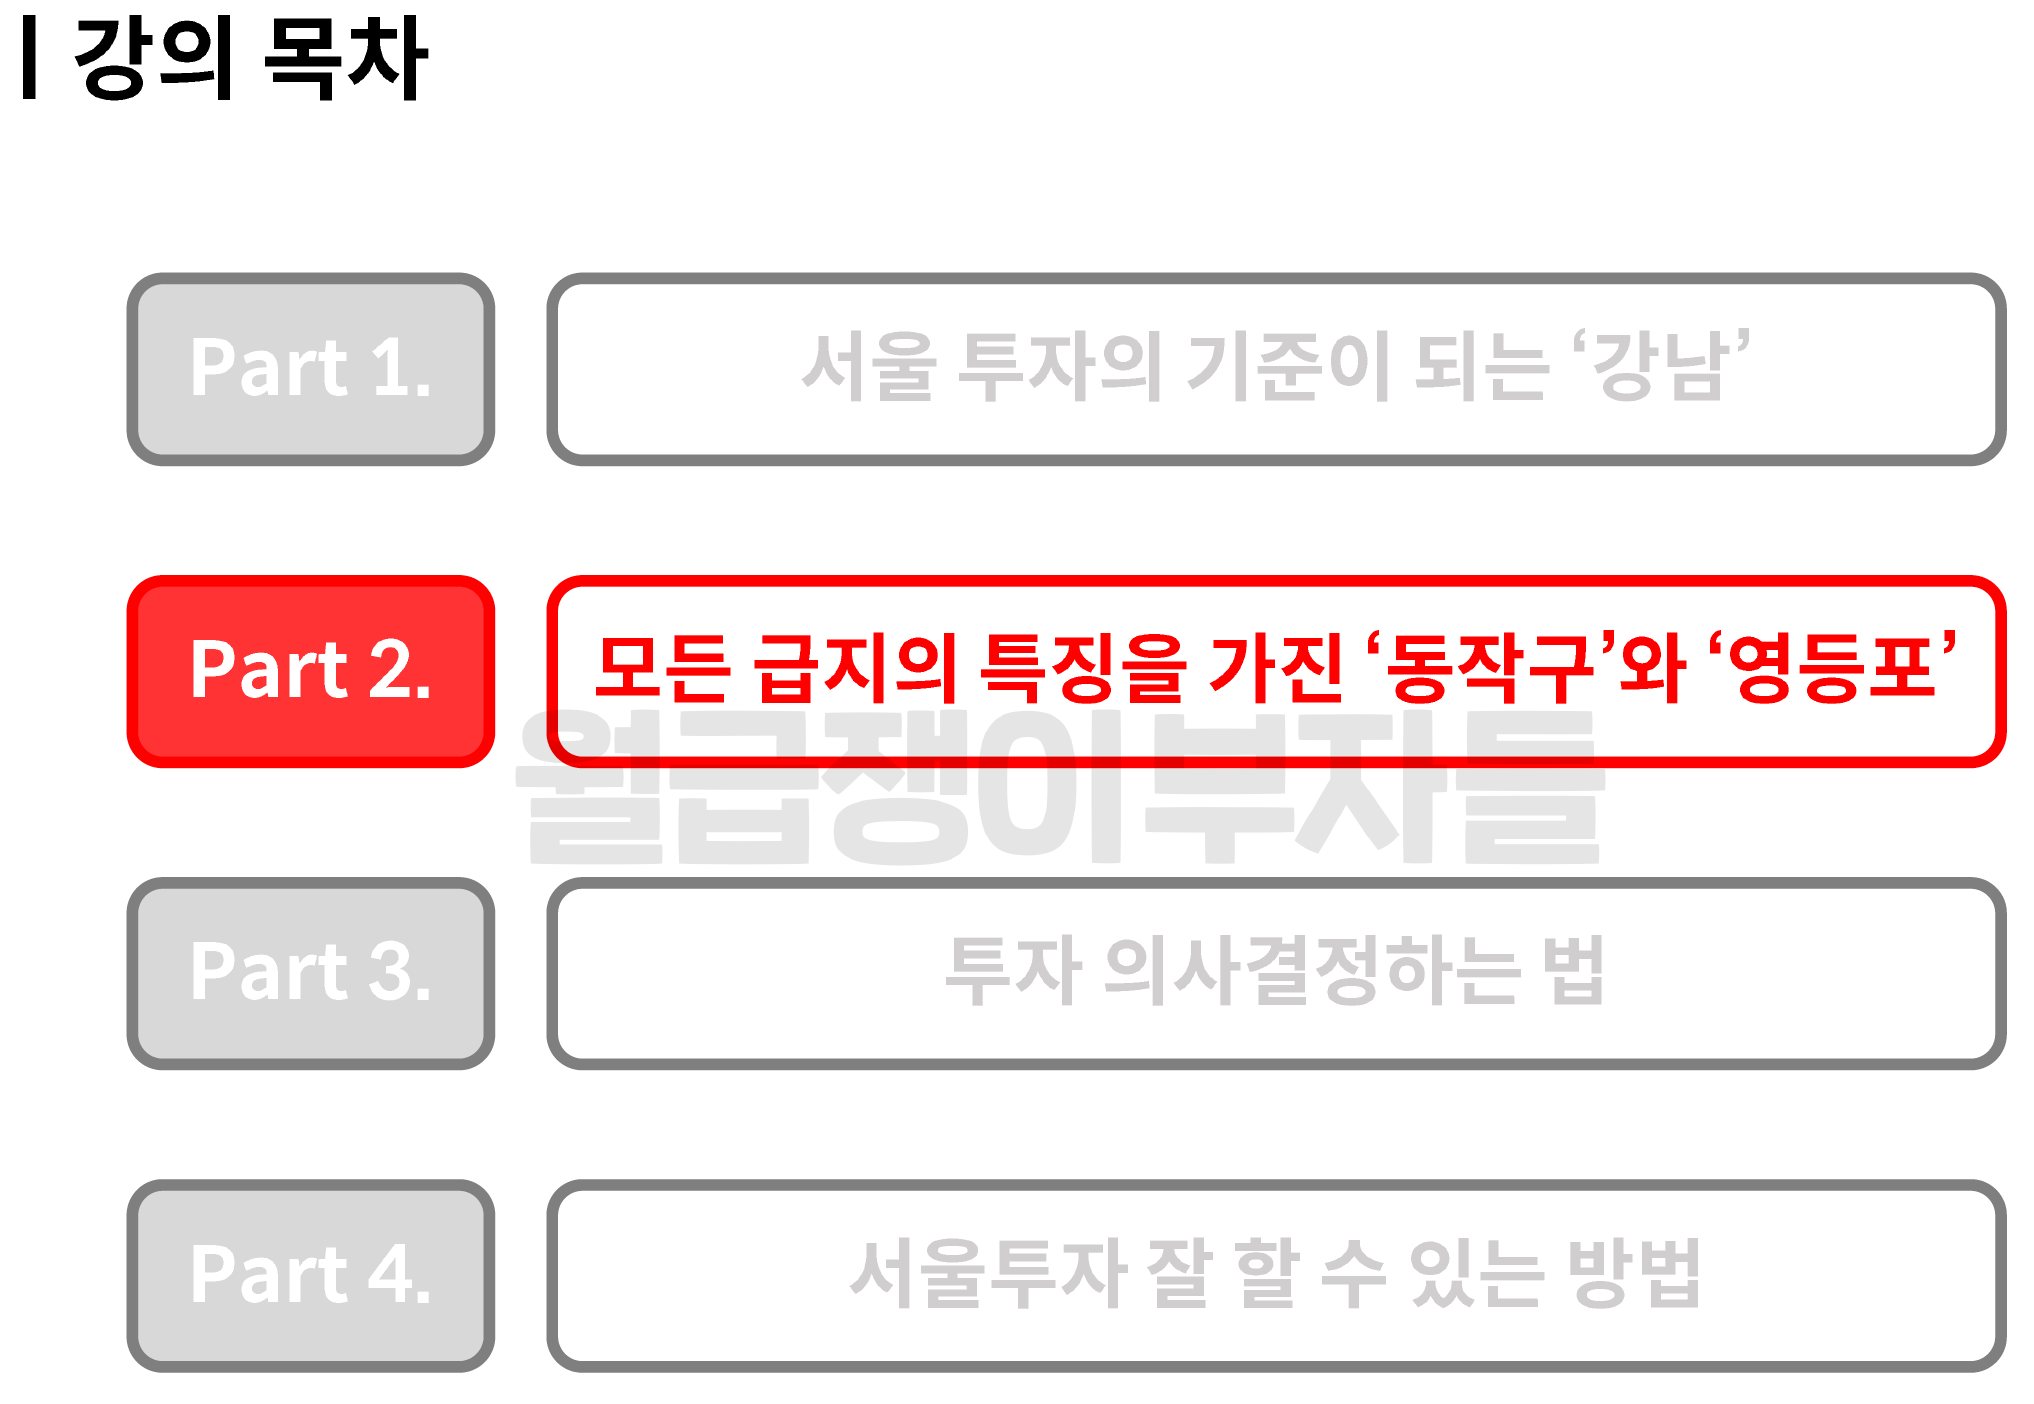 | 강의 목차
Part 1.
서울 투자의 기준이 되는 ‘강남’
Part 2.
모든 급지의 특징을 가진 ‘동작구’와 ‘영등포’
월급쟁이부자들
Part 3.
투자 의사결정하는 법
Part 4.
서울투자 잘 할 수 있는 방법